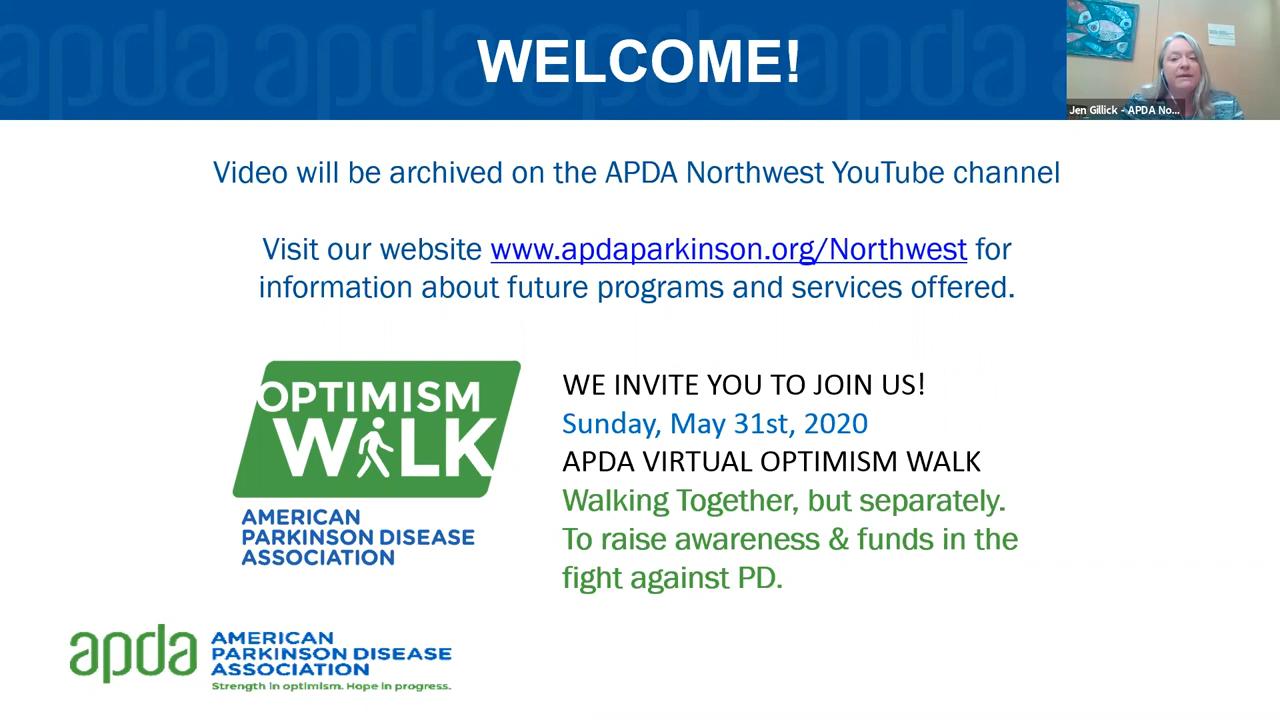 WELCOME!
Jen Gillick - APDA No...
Video will be archived on the APDA Northwest YouTube channel
Visit our website www.apdaparkinson.org/Northwest for
information about future programs and services offered.
OPTIMISM
WALK
AMERICAN
PARKINSON DISEASE
ASSOCIATION
WE INVITE YOU TO JOIN US!
Sunday, May 31st, 2020
APDA VIRTUAL OPTIMISM WALK
Walking Together, but separately.
To raise awareness & funds in the
fight against PD.
apda AMERICAN
PARKINSON DISEASE
ASSOCIATION
Strength in optimism. Hope in progress.